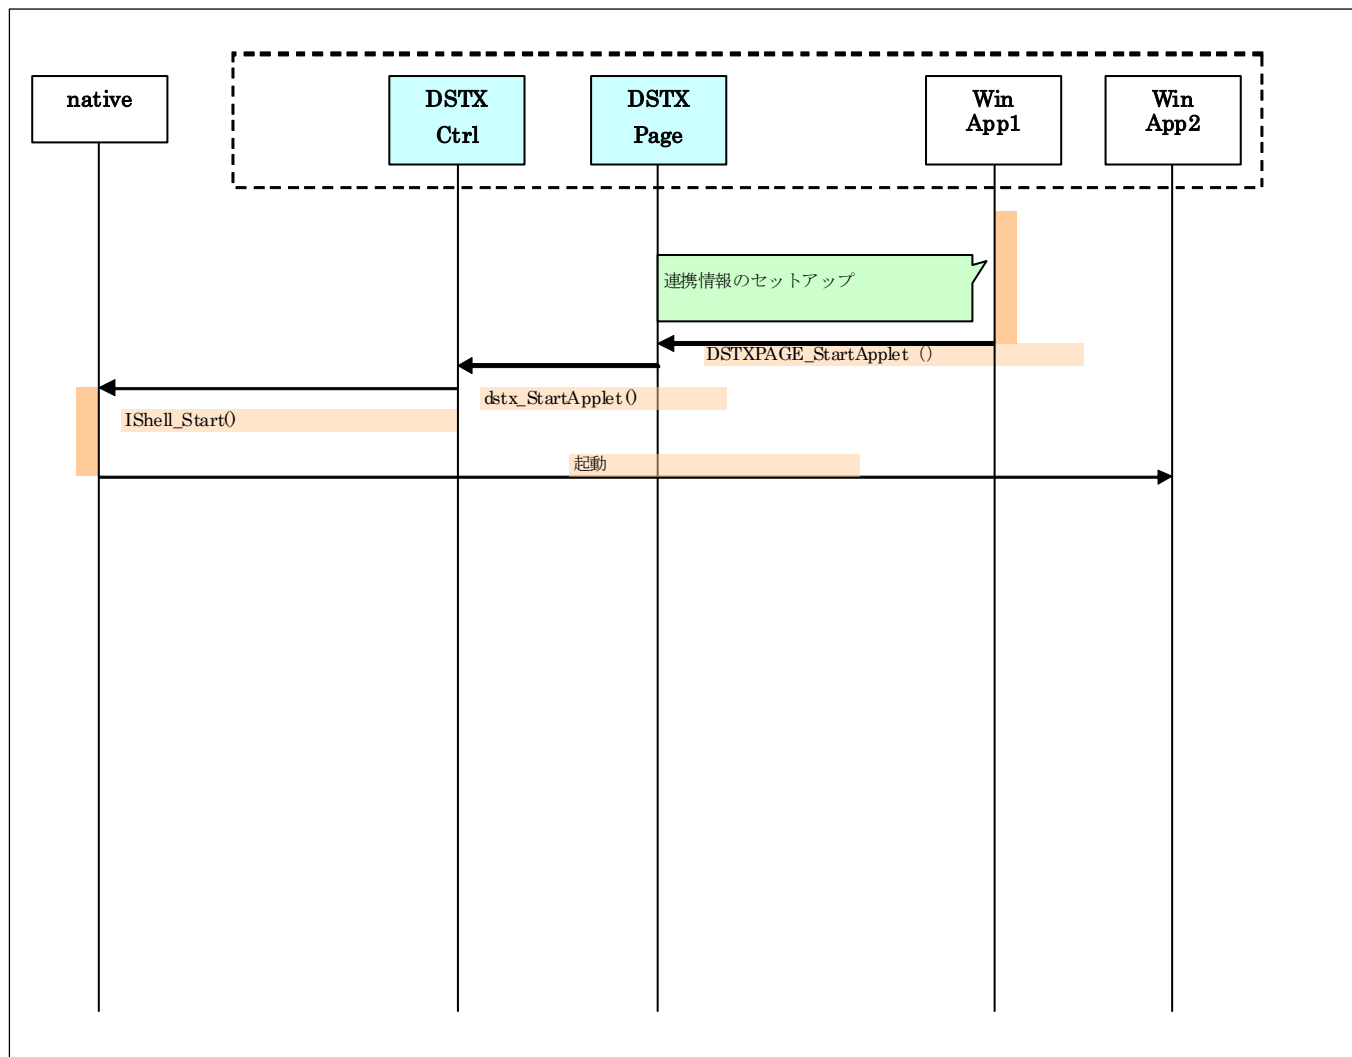 native
DSTX
Ctrl
DSTX
Page
Win
App1
Win
App2
連携情報のセットアップ
DSTXPAGE_StartApplet（）
dstx_StartApplet()
IShell_Start()
起動